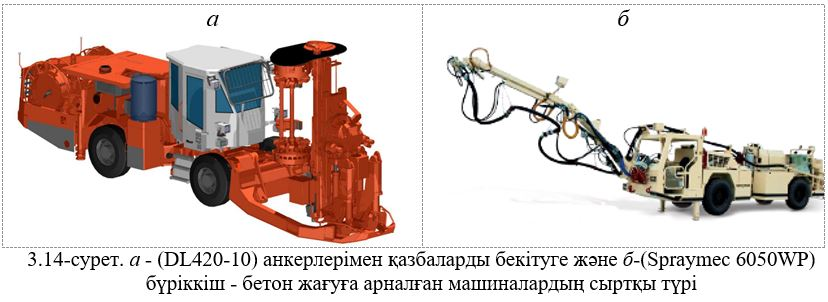 а
б
3.14-сурет. а - (DL420-10) анкерлерімен қазбаларды бекітуге және б-(Spraymec 6050WP)
бүріккіш - бетон жағуға арналған машиналардың сыртқы түрі